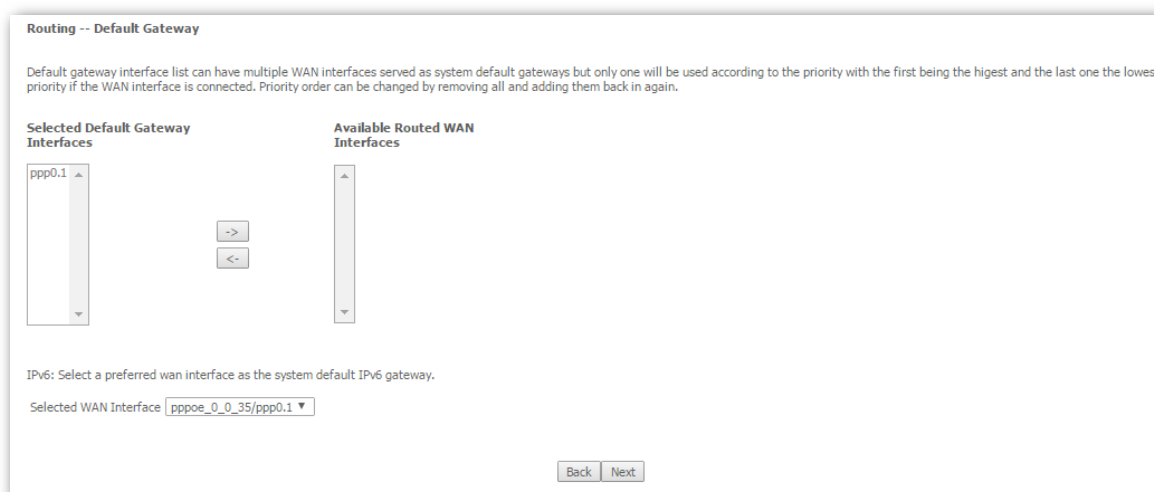 Routing -- Default Gateway
Default gateway interface list can have multiple WAN interfaces served as system default gateways but only one will be used according to the priority with the first being the higest and the last one the lowest
priority if the WAN interface is connected. Priority order can be changed by removing all and adding them back in again.
Selected Default Gateway
Interfaces
Available Routed WAN
Interfaces
ppp0.1
->
<-
IPv6: Select a preferred wan interface as the system default IPv6 gateway.
Selected WAN Interface pppoe_0_0_35/ppp0.1
Back Next